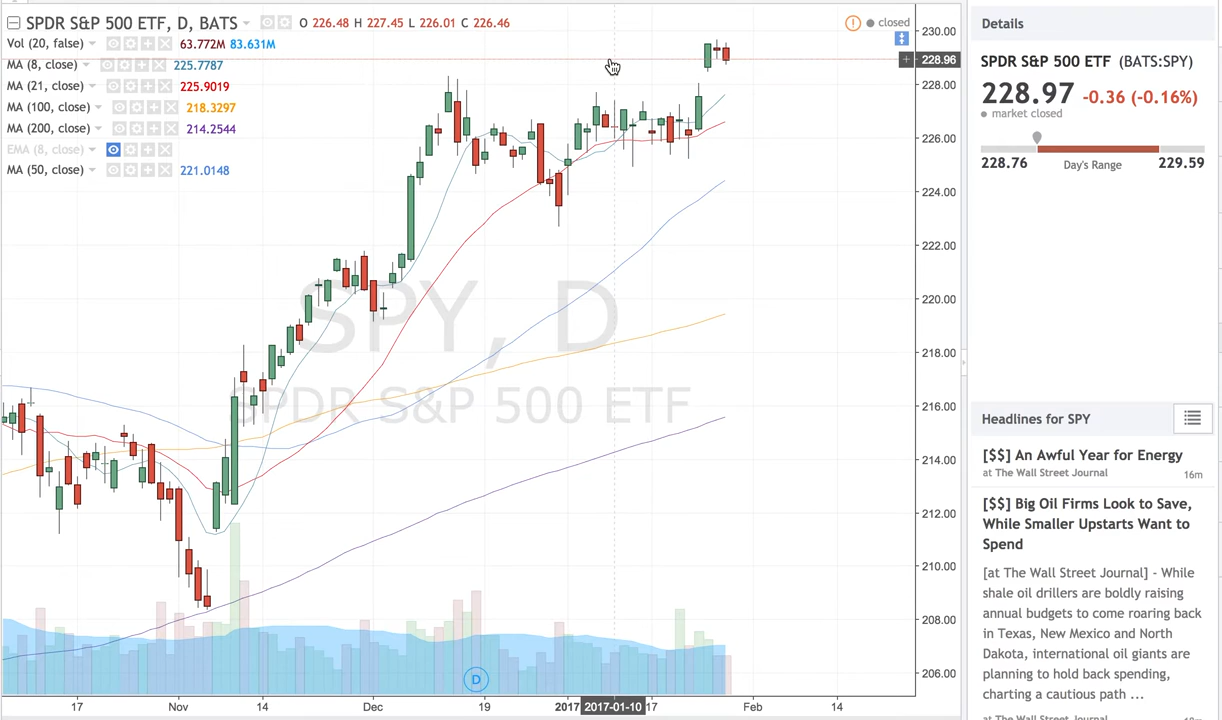 SPDR S&P 500 ETF, D, BATS O 226.48 H 227.45 L 226.01 C 226.46
closed
Vol (20, false) 63.772M 83.631M
MA (8, close) 225.7787
MA (21, close) 225.9019
MA (100, close) 218.3297
MA (200, close) 214.2544
EMA (8, close)
MA (50, close) 221.0148
230.00
228.96
228.00
226.00
224.00
222.00
220.00
218.00
216.00
214.00
212.00
210.00
208.00
206.00
SPY, D
SPDR S&P 500 ETF
D
17 Nov 14 Dec 19 2017 2017-01-10 17 Feb 14
Details
SPDR S&P 500 ETF (BATS:SPY)
228.97 -0.36 (-0.16%)
market closed
228.76 Day's Range 229.59
Headlines for SPY
[$$] An Awful Year for Energy
at The Wall Street Journal 16m
[$$] Big Oil Firms Look to Save,
While Smaller Upstarts Want to
Spend
[at The Wall Street Journal] - While
shale oil drillers are boldly raising
annual budgets to come roaring back
in Texas, New Mexico and North
Dakota, international oil giants are
planning to hold back spending,
charting a cautious path ...
at The Wall Street Journal